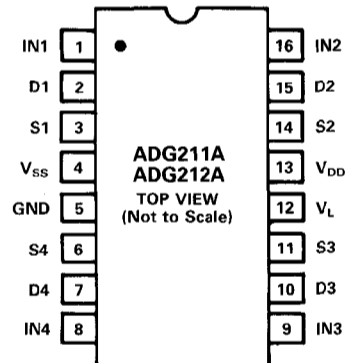 IN1 1 16 IN2
D1 2 15 D2
S1 3 14 S2
VSS 4 13 VDD
GND 5 12 VL
S4 6 11 S3
D4 7 10 D3
IN4 8 9 IN3
ADG211A
ADG212A
TOP VIEW
(Not to Scale)